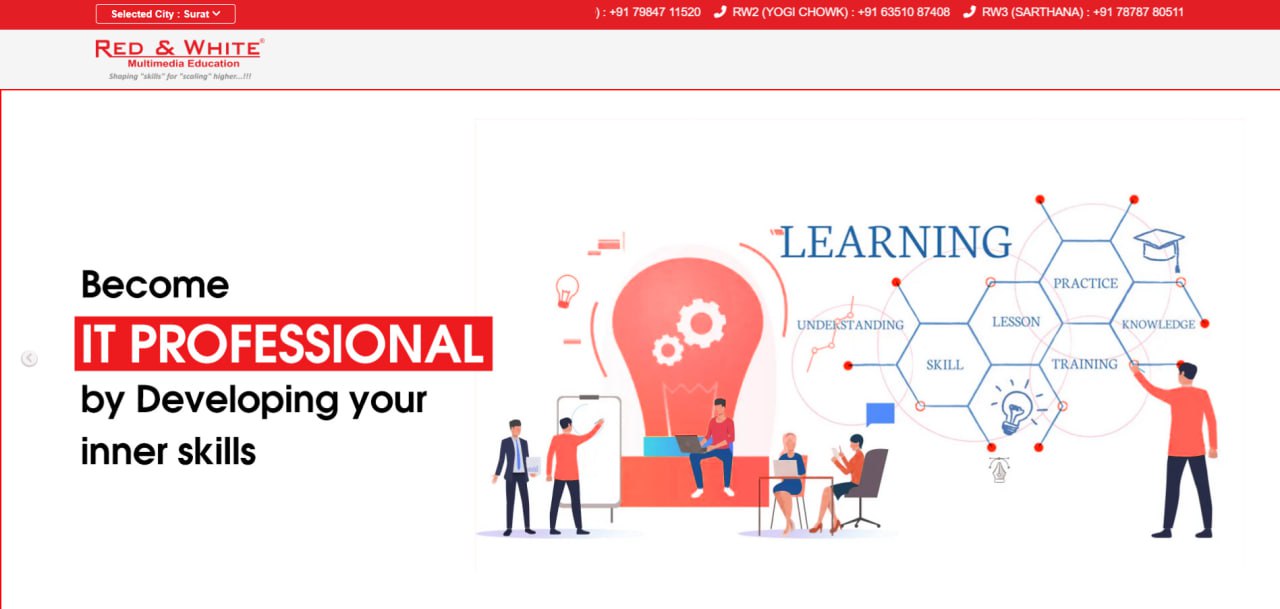 Selected City : Surat
) : +91 79847 11520 RW2 (YOGI CHOWK) : +91 63510 87408 RW3 (SARTHANA) : +91 78787 80511
RED & WHITE®
Multimedia Education
Shaping "skills" for "scaling" higher...!!!
Become
IT PROFESSIONAL
by Developing your
inner skills
LEARNING
PRACTICE
UNDERSTANDING
LESSON
KNOWLEDGE
SKILL
TRAINING